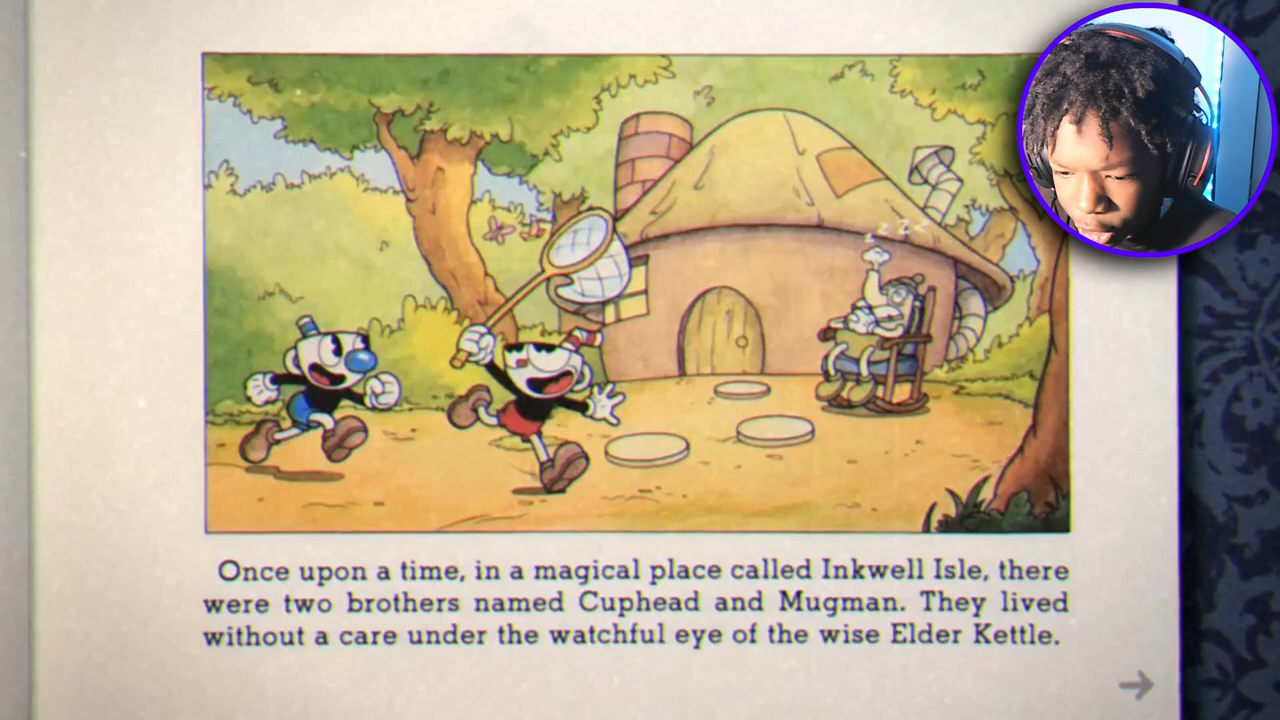 zzzz
Once upon a time, in a magical place called Inkwell Isle, there
were two brothers named Cuphead and Mugman. They lived
without a care under the watchful eye of the wise Elder Kettle.